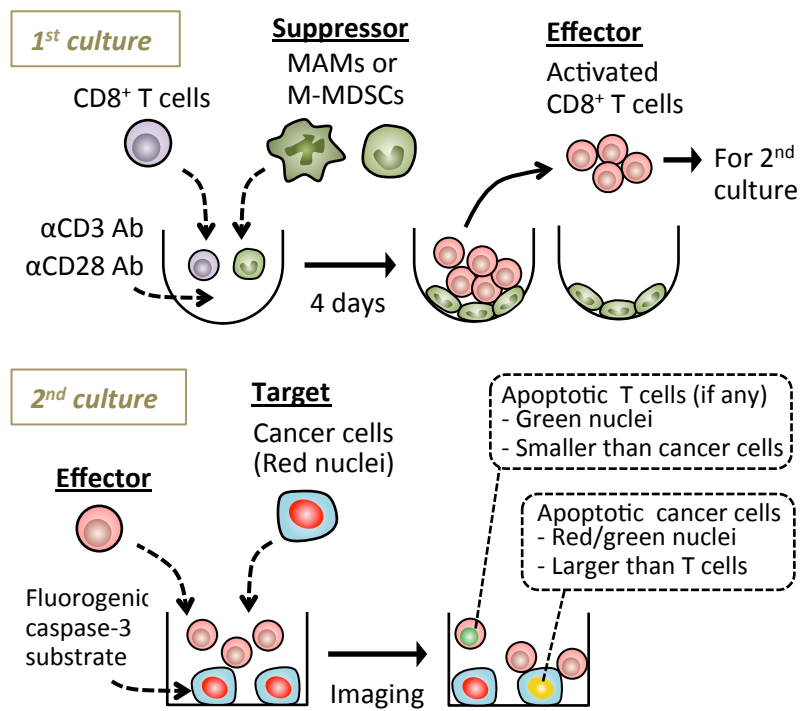 1st culture
Suppressor
MAMs or
M-MDSCs
Effector
Activated
CD8+ T cells
CD8+ T cells
For 2nd
culture
αCD3 Ab
αCD28 Ab
4 days
2nd culture
Target
Cancer cells
(Red nuclei)
Effector
Apoptotic T cells (if any)
- Green nuclei
- Smaller than cancer cells
Apoptotic cancer cells
- Red/green nuclei
- Larger than T cells
Fluorogenic
caspase-3
substrate
Imaging